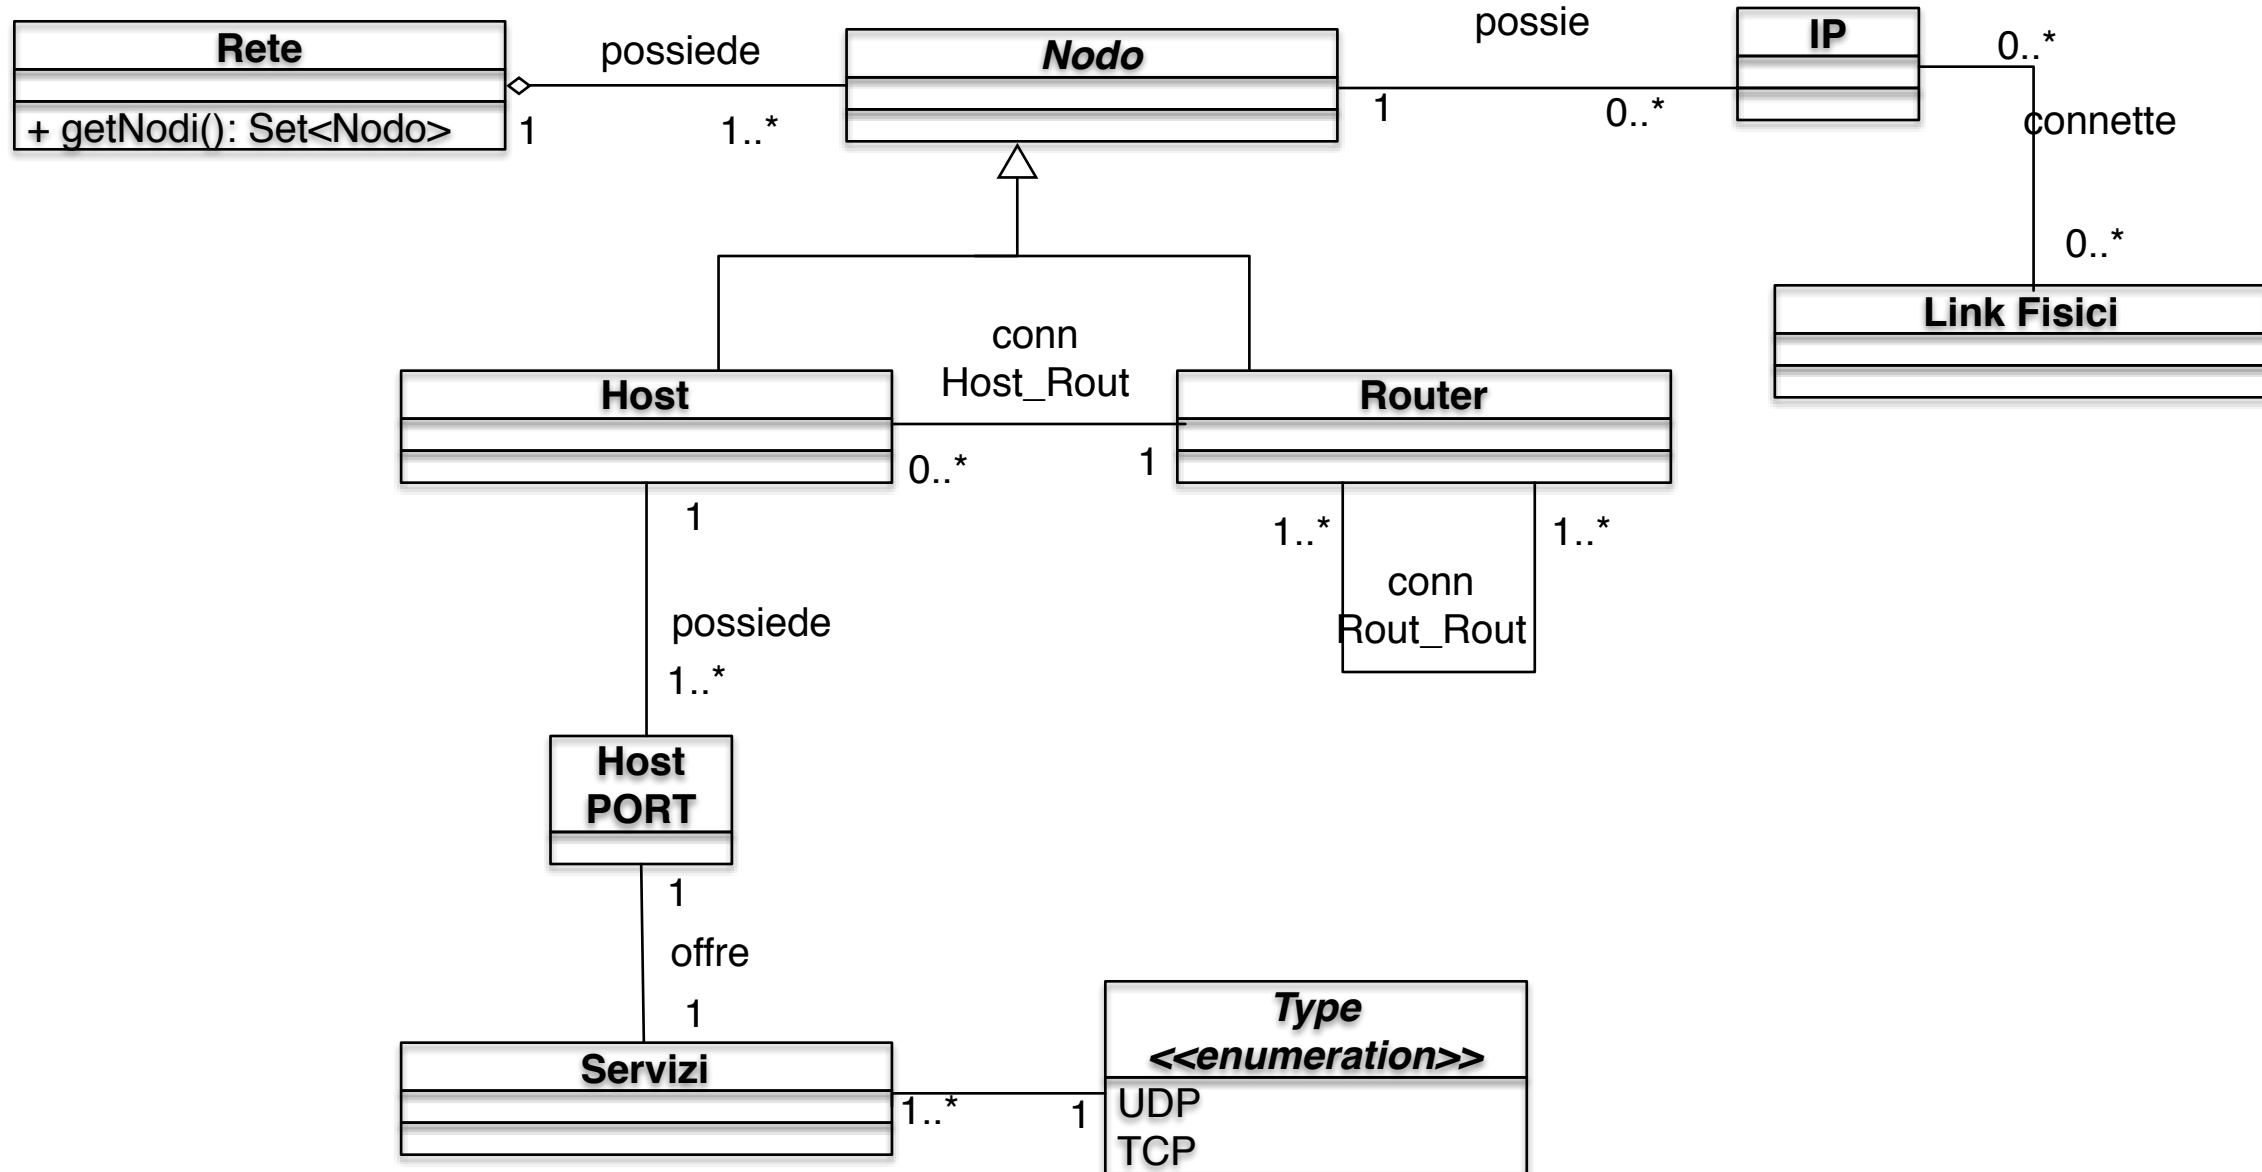 Rete
+ getNodi(): Set<Nodo>
possiede
1
1..*
Nodo
possie
1
0..*
IP
0..*
connette
0..*
Link Fisici
conn
Host_Rout
Host
0..*
1
Router
1
1..*
1..*
conn
Rout_Rout
possiede
1..*
Host
PORT
1
offre
1
Servizi
1..*
1
Type
<<enumeration>>
UDP
TCP